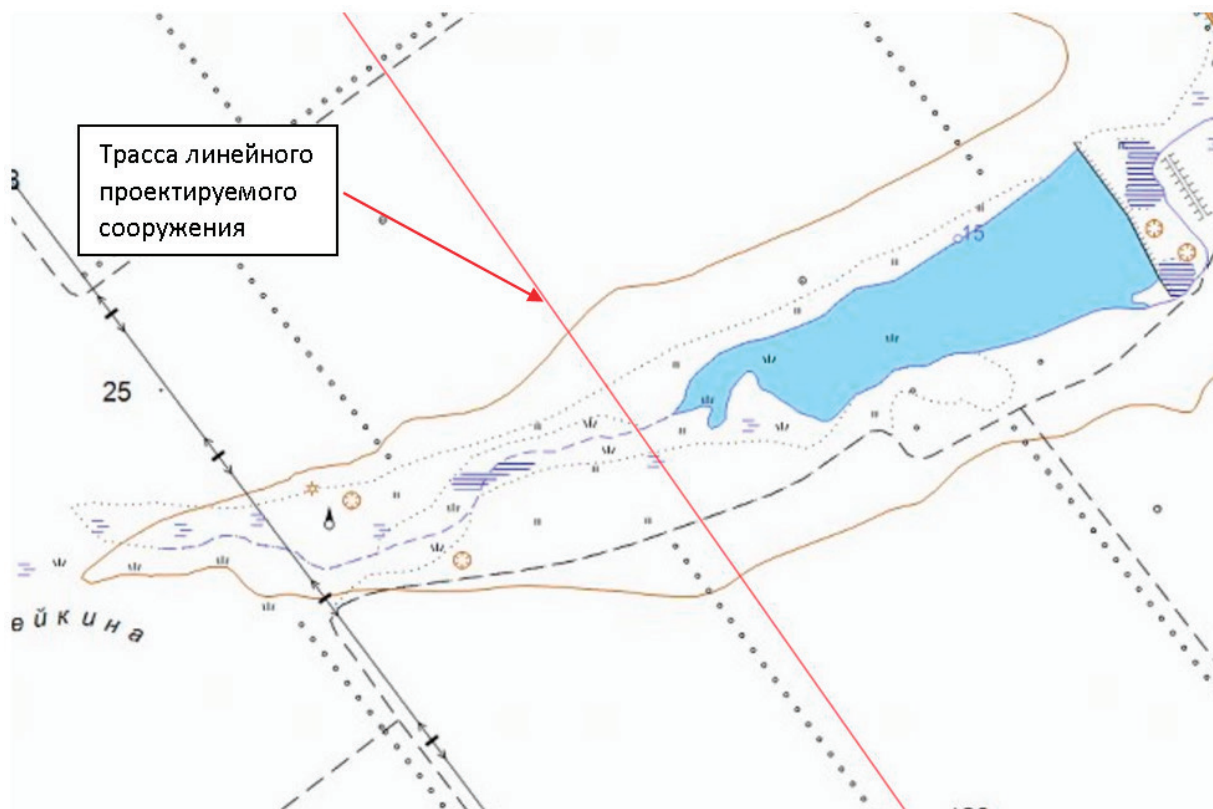 Трасса линейного
проектируемого
сооружения
15
25
ейкина